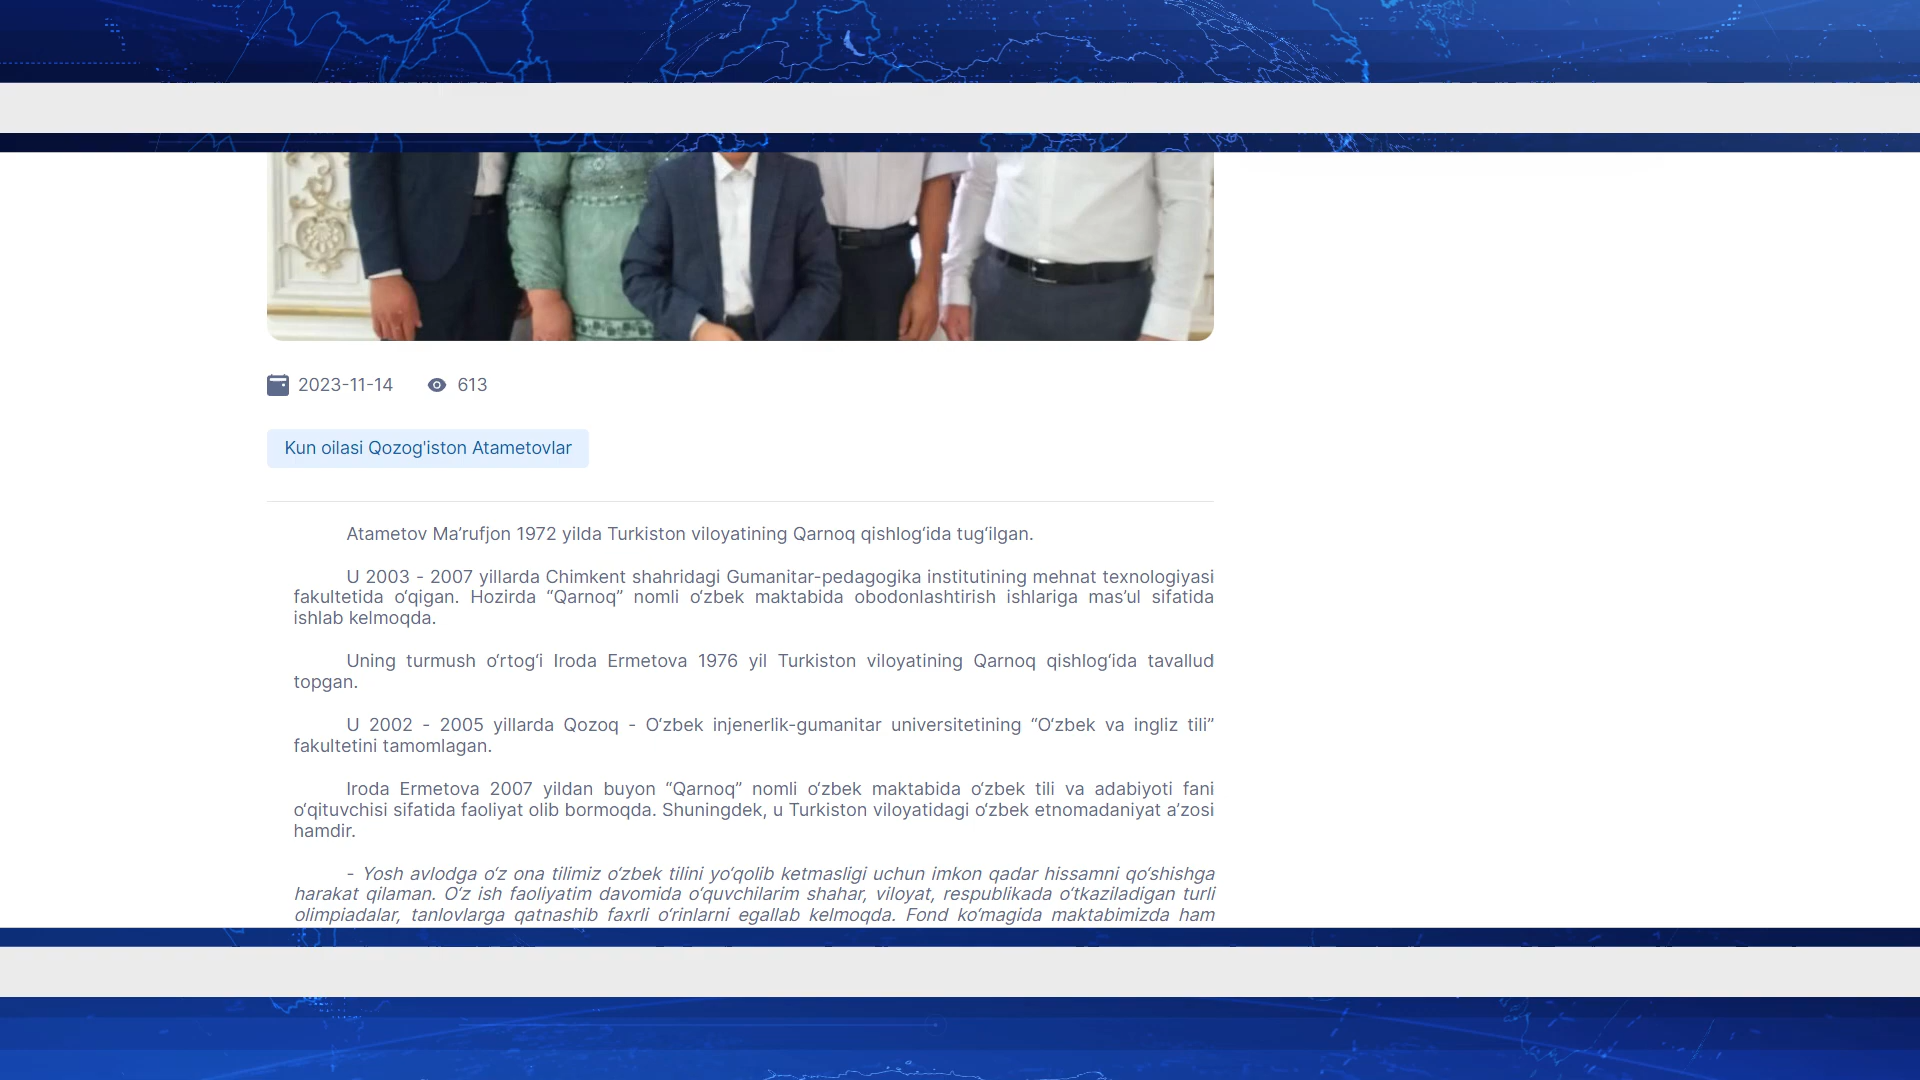 2023-11-14 613
Kun oilasi Qozog'iston Atametovlar
Atametov Ma’rufjon 1972 yilda Turkiston viloyatining Qarnoq qishlog‘ida tug‘ilgan.
U 2003 - 2007 yillarda Chimkent shahridagi Gumanitar-pedagogika institutining mehnat texnologiyasi
fakultetida o‘qigan. Hozirda “Qarnoq” nomli o‘zbek maktabida obodonlashtirish ishlariga mas’ul sifatida
ishlab kelmoqda.
Uning turmush o‘rtog‘i Iroda Ermetova 1976 yil Turkiston viloyatining Qarnoq qishlog‘ida tavallud
topgan.
U 2002 - 2005 yillarda Qozoq - O‘zbek injenerlik-gumanitar universitetining “O‘zbek va ingliz tili”
fakultetini tamomlagan.
Iroda Ermetova 2007 yildan buyon “Qarnoq” nomli o‘zbek maktabida o‘zbek tili va adabiyoti fani
o‘qituvchisi sifatida faoliyat olib bormoqda. Shuningdek, u Turkiston viloyatidagi o‘zbek etnomadaniyat a’zosi
hamdir.
- Yosh avlodga o‘z ona tilimiz o‘zbek tilini yo‘qolib ketmasligi uchun imkon qadar hissamni qo‘shishga
harakat qilaman. O‘z ish faoliyatim davomida o‘quvchilarim shahar, viloyat, respublikada o‘tkaziladigan turli
olimpiadalar, tanlovlarga qatnashib faxrli o‘rinlarni egallab kelmoqda. Fond ko‘magida maktabimizda ham